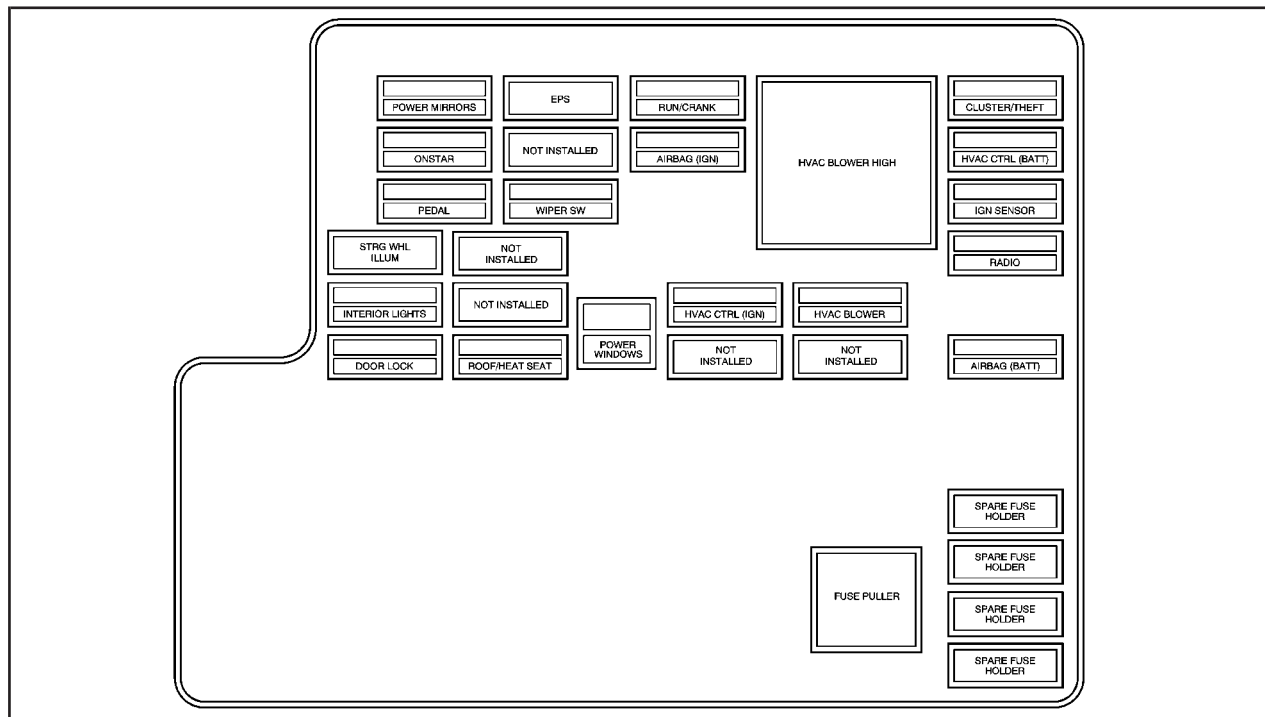 POWER MIRRORS
EPS
RUN/CRANK
CLUSTER/THEFT
ONSTAR
NOT INSTALLED
AIRBAG (IGN)
HVAC BLOWER HIGH
HVAC CTRL (BATT)
PEDAL
WIPER SW
IGN SENSOR
STRG WHL
ILLUM
NOT
INSTALLED
RADIO
INTERIOR LIGHTS
NOT INSTALLED
HVAC CTRL (IGN)
HVAC BLOWER
POWER
WINDOWS
DOOR LOCK
ROOF/HEAT SEAT
NOT
INSTALLED
NOT
INSTALLED
AIRBAG (BATT)
SPARE FUSE
HOLDER
SPARE FUSE
HOLDER
FUSE PULLER
SPARE FUSE
HOLDER
SPARE FUSE
HOLDER